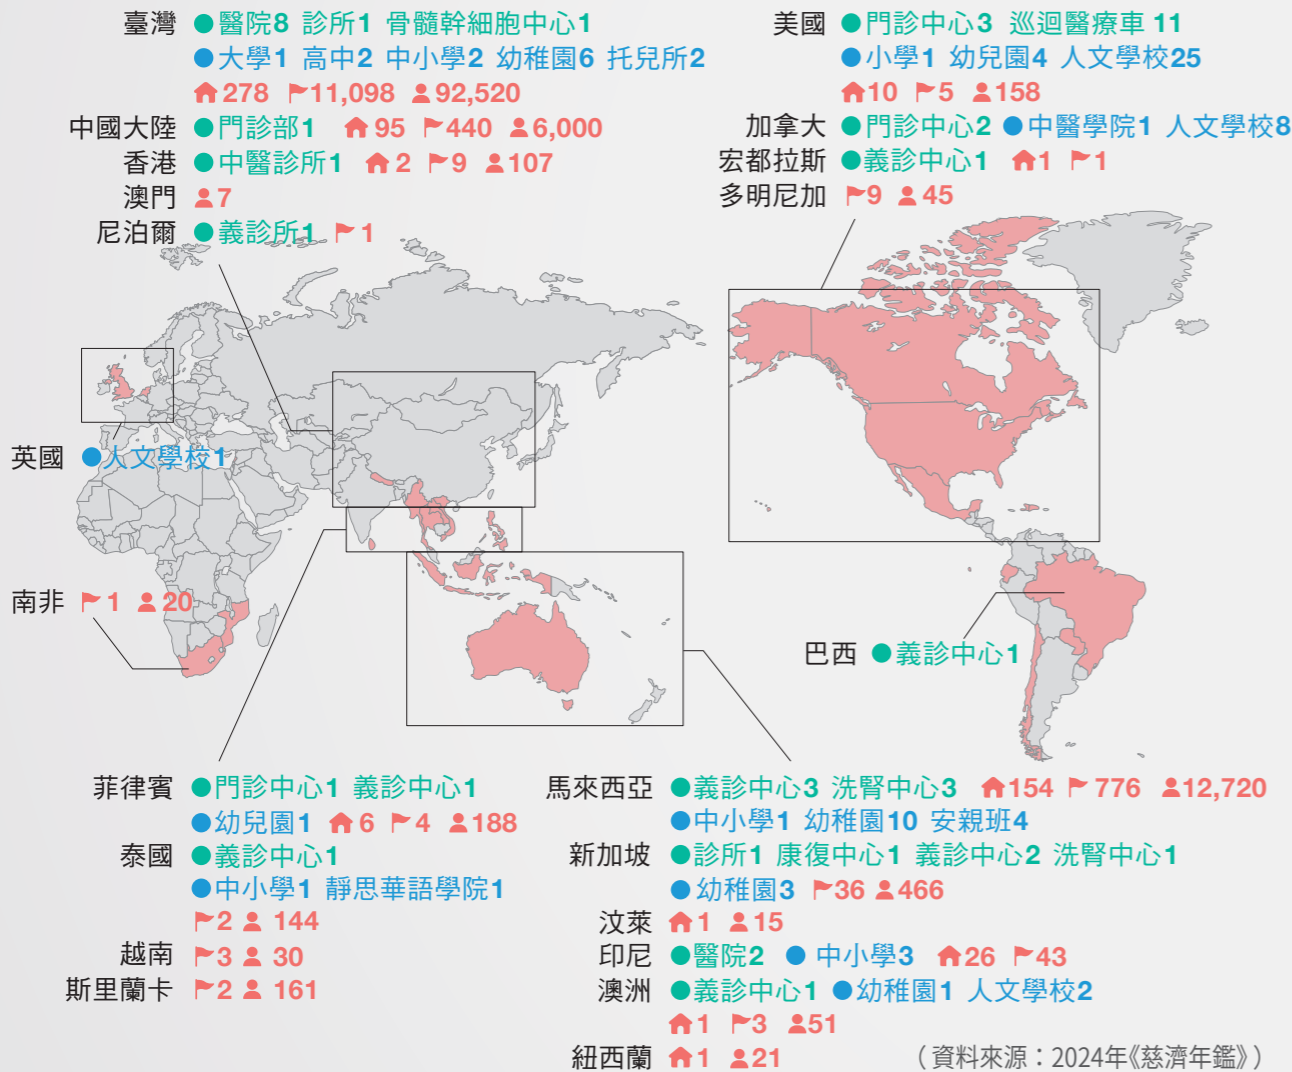 臺灣 醫院8 診所1 骨髓幹細胞中心1
大學1 高中2 中小學2 幼稚園6 托兒所2
278 11,098 92,520
中國大陸 門診部1 95 440 6,000
香港 中醫診所1 2 9 107
澳門 7
尼泊爾 義診所1 1
美國 門診中心3 巡迴醫療車 11
小學1 幼兒園4 人文學校25
10 5 158
加拿大 門診中心2 中醫學院1 人文學校8
宏都拉斯 義診中心1 1 1
多明尼加 9 45
英國 人文學校1
南非 1 20
巴西 義診中心1
菲律賓 門診中心1 義診中心1
幼兒園1 6 4 188
泰國 義診中心1
中小學1 靜思華語學院1
2 144
越南 3 30
斯里蘭卡 2 161
馬來西亞 義診中心3 洗腎中心3 154 776 12,720
中小學1 幼稚園10 安親班4
新加坡 診所1 康復中心1 義診中心2 洗腎中心1
幼稚園3 36 466
汶萊 1 15
印尼 醫院2 中小學3 26 43
澳洲 義診中心1 幼稚園1 人文學校2
1 3 51
紐西蘭 1 21
（資料來源：2024年《慈濟年鑑》）